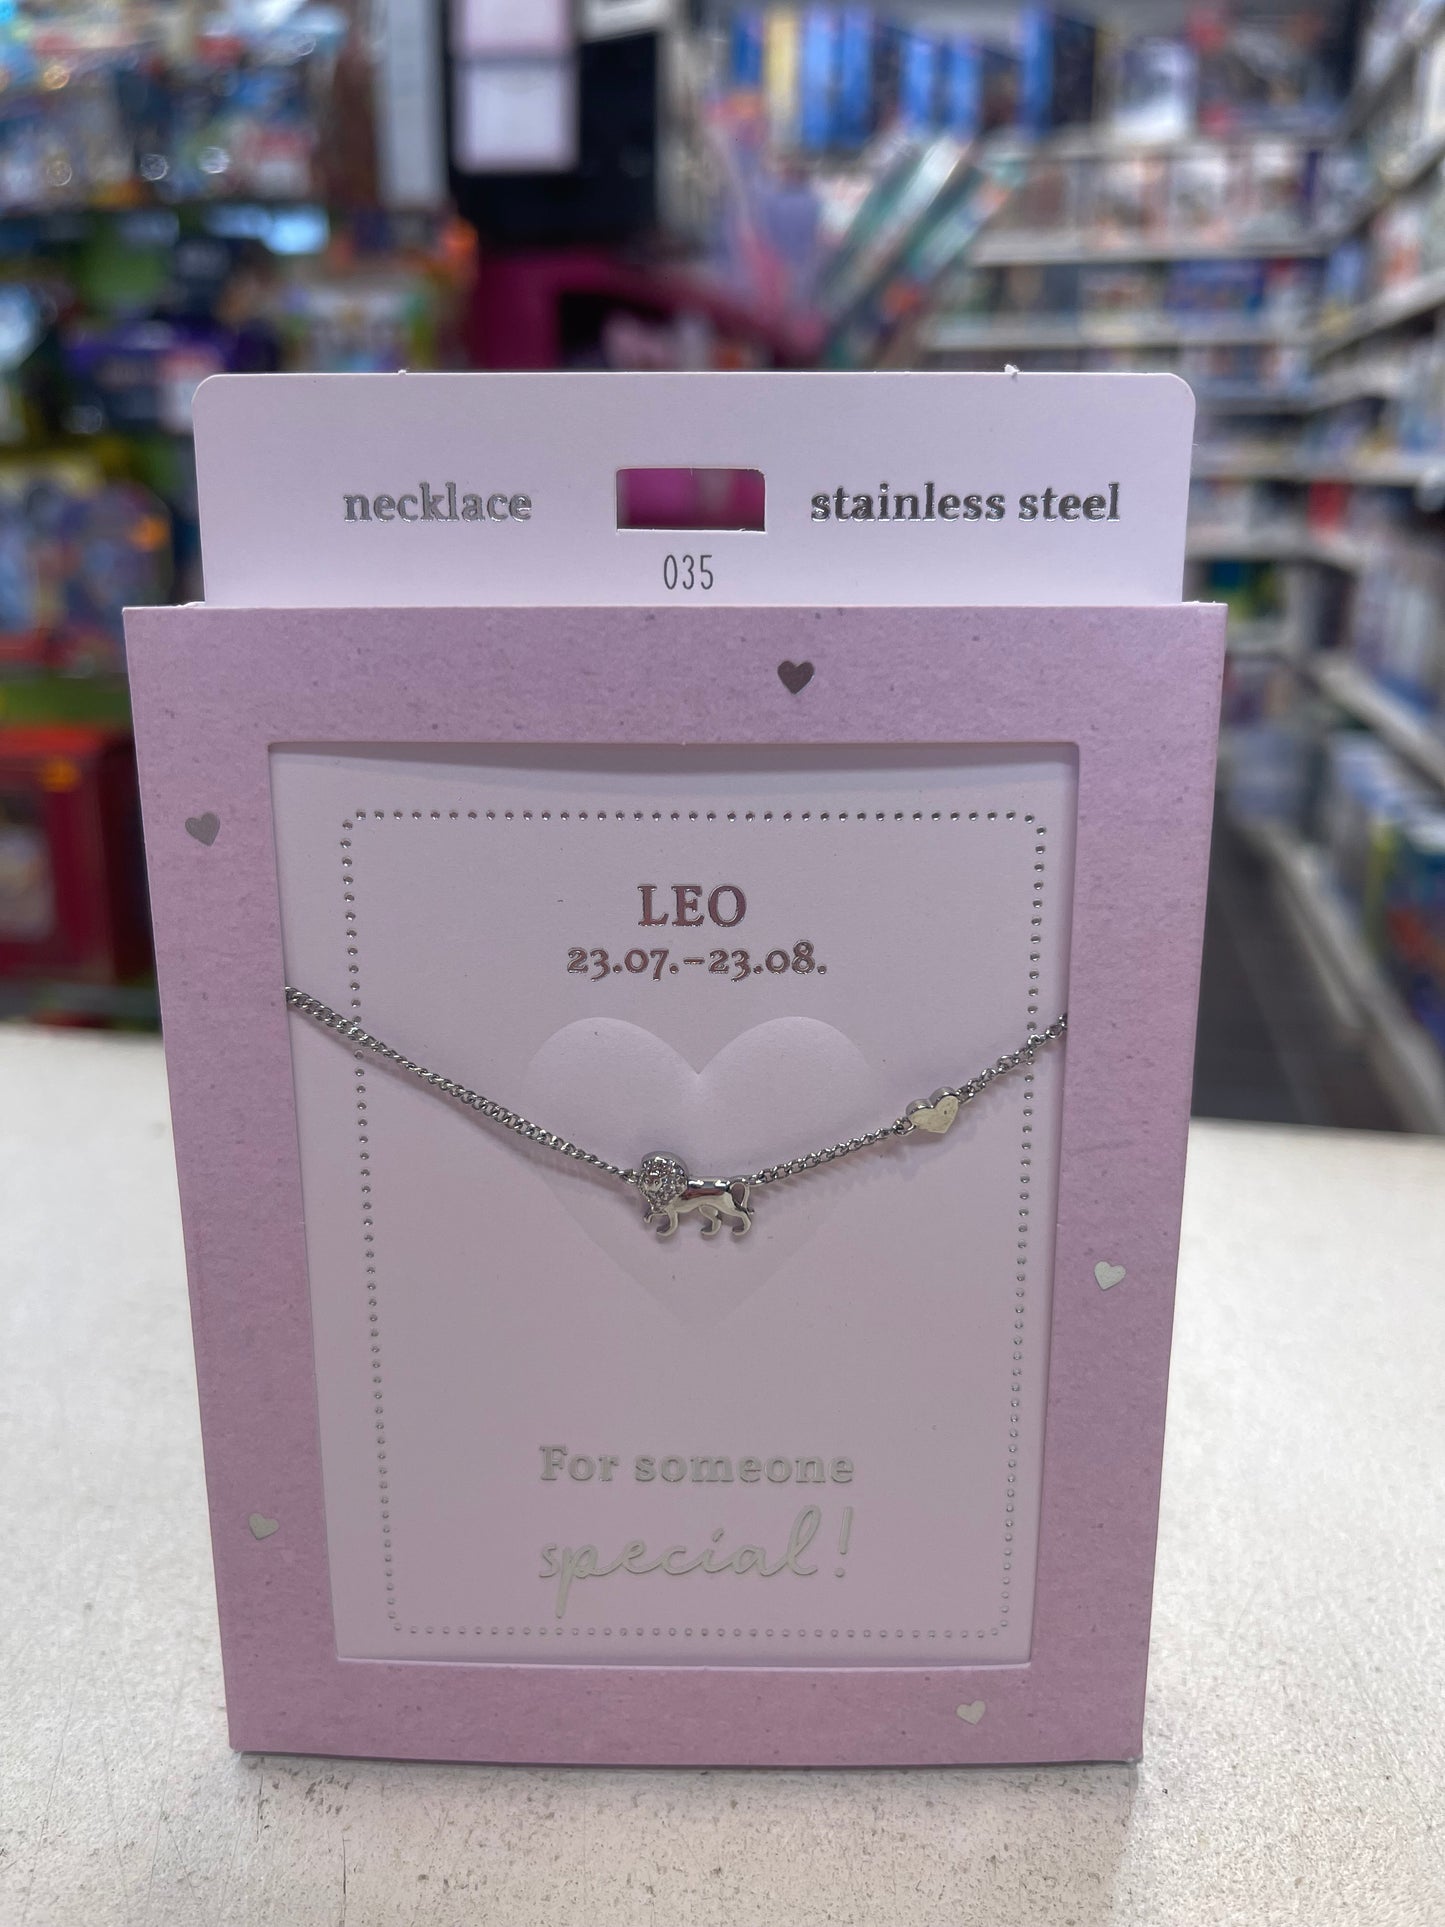 necklace stainless steel
035
LEO
23.07.–23.08.
For someone
special!